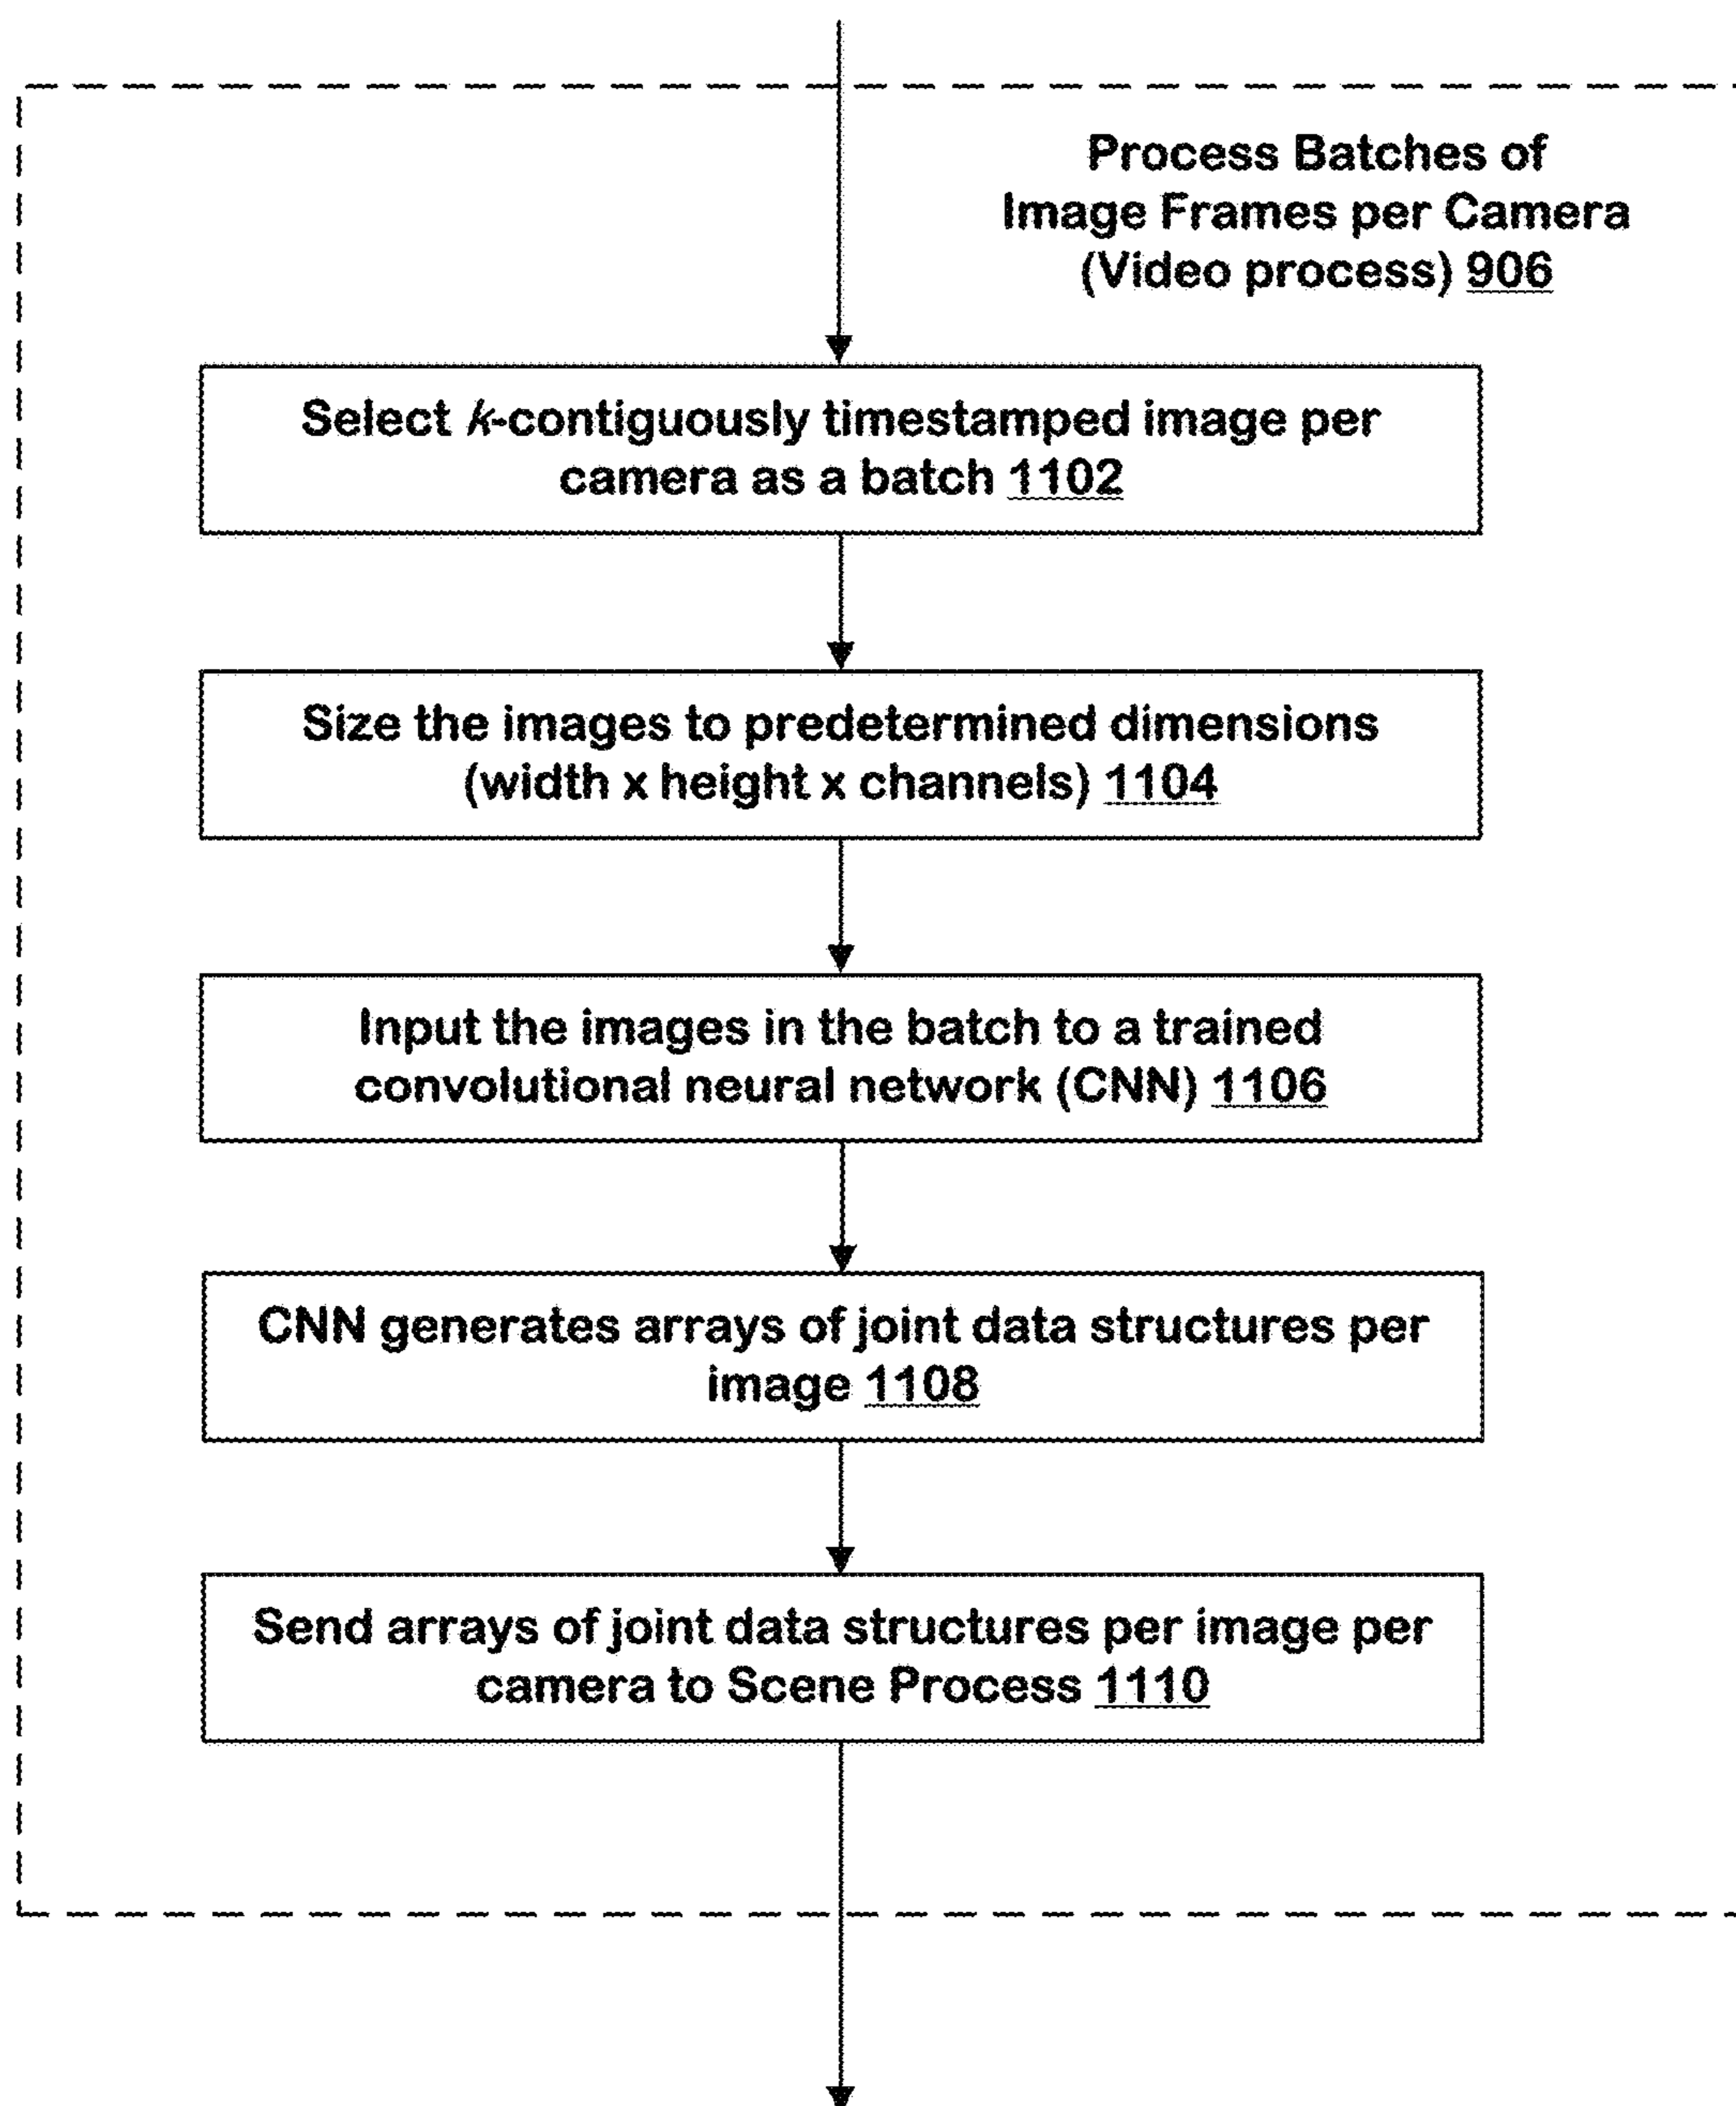 Process Batches of
Image Frames per Camera
(Video process) 906
Select k-contiguously timestamped image per
camera as a batch 1102
Size the images to predetermined dimensions
(width x height x channels) 1104
Input the images in the batch to a trained
convolutional neural network (CNN) 1106
CNN generates arrays of joint data structures per
image 1108
Send arrays of joint data structures per image per
camera to Scene Process 1110